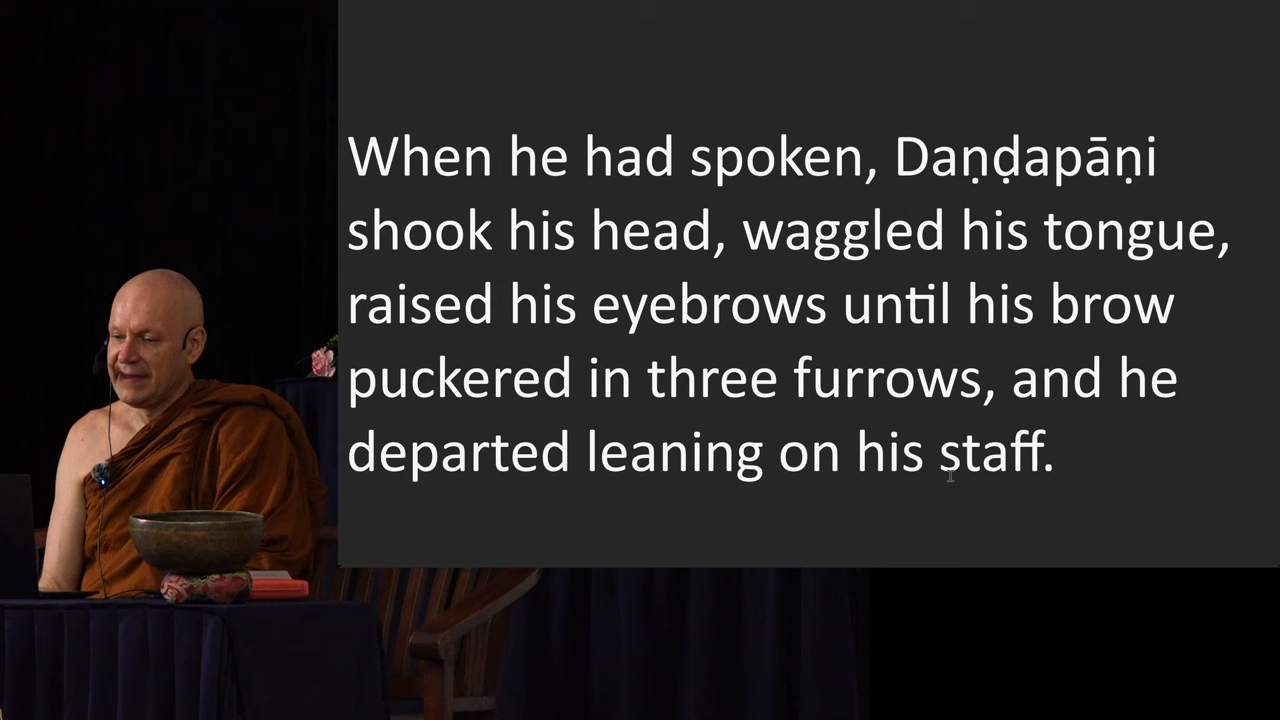 When he had spoken, Daṇḍapāṇi
shook his head, waggled his tongue,
raised his eyebrows until his brow
puckered in three furrows, and he
departed leaning on his staff.